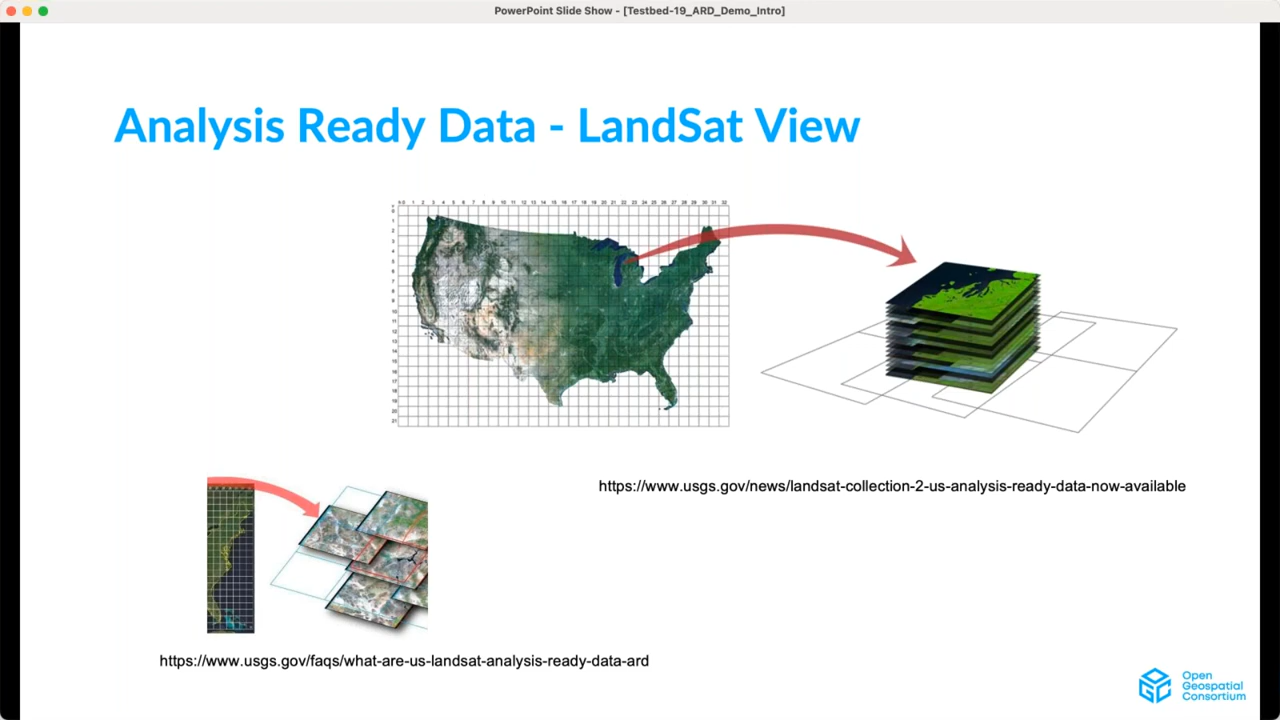 PowerPoint Slide Show - [Testbed-19_ARD_Demo_Intro]
Analysis Ready Data - LandSat View
https://www.usgs.gov/news/landsat-collection-2-us-analysis-ready-data-now-available
https://www.usgs.gov/faqs/what-are-us-landsat-analysis-ready-data-ard
Open
Geospatial
Consortium